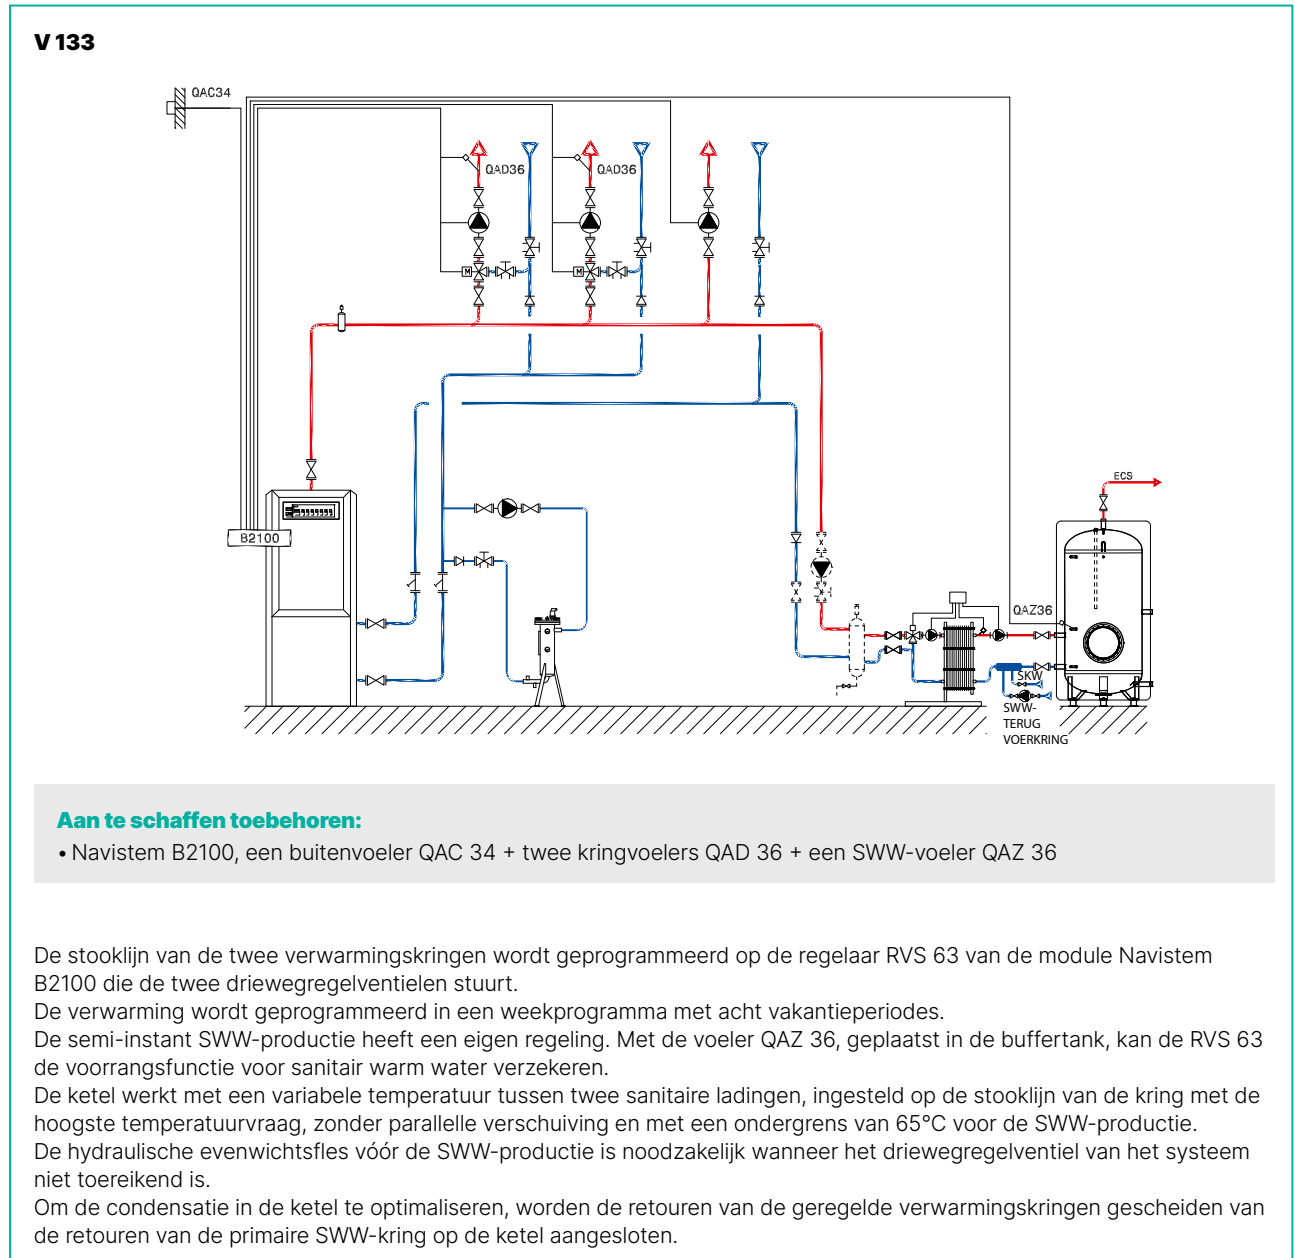 V 133
QAC34
QAD36
QAD36
M
M
ECS
B2100
QAZ36
SKW
SWW-
TERUG
VOERKRING
Aan te schaffen toebehoren:
• Navistem B2100, een buitenvoeler QAC 34 + twee kringvoelers QAD 36 + een SWW-voeler QAZ 36
De stooklijn van de twee verwarmingskringen wordt geprogrammeerd op de regelaar RVS 63 van de module Navistem
B2100 die de twee driewegregelventielen stuurt.
De verwarming wordt geprogrammeerd in een weekprogramma met acht vakantieperiodes.
De semi-instant SWW-productie heeft een eigen regeling. Met de voeler QAZ 36, geplaatst in de buffertank, kan de RVS 63
de voorrangsfunctie voor sanitair warm water verzekeren.
De ketel werkt met een variabele temperatuur tussen twee sanitaire ladingen, ingesteld op de stooklijn van de kring met de
hoogste temperatuurvraag, zonder parallelle verschuiving en met een ondergrens van 65°C voor de SWW-productie.
De hydraulische evenwichtsfles vóór de SWW-productie is noodzakelijk wanneer het driewegregelventiel van het systeem
niet toereikend is.
Om de condensatie in de ketel te optimaliseren, worden de retouren van de geregelde verwarmingskringen gescheiden van
de retouren van de primaire SWW-kring op de ketel aangesloten.